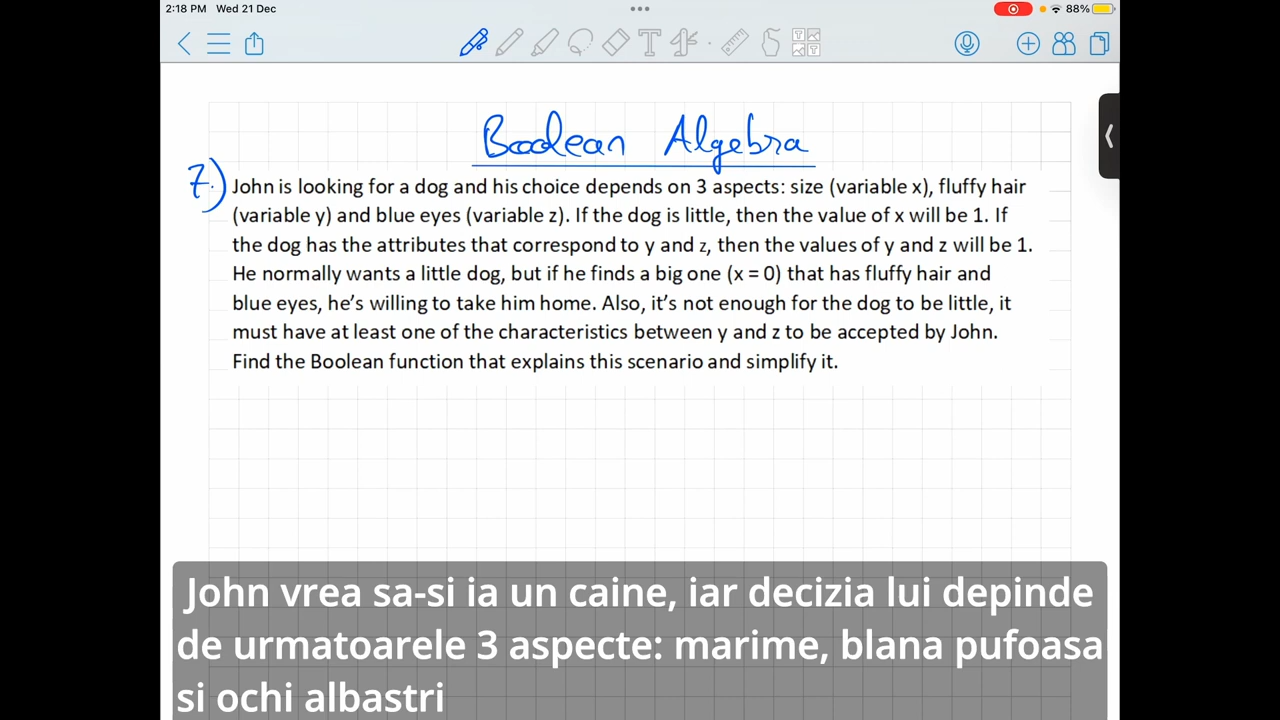 2:18 PM Wed 21 Dec
88%
Boolean Algebra
7.)
John is looking for a dog and his choice depends on 3 aspects: size (variable x), fluffy hair
(variable y) and blue eyes (variable z). If the dog is little, then the value of x will be 1. If
the dog has the attributes that correspond to y and z, then the values of y and z will be 1.
He normally wants a little dog, but if he finds a big one (x = 0) that has fluffy hair and
blue eyes, he’s willing to take him home. Also, it’s not enough for the dog to be little, it
must have at least one of the characteristics between y and z to be accepted by John.
Find the Boolean function that explains this scenario and simplify it.
John vrea sa-si ia un caine, iar decizia lui depinde
de urmatoarele 3 aspecte: marime, blana pufoasa
si ochi albastri